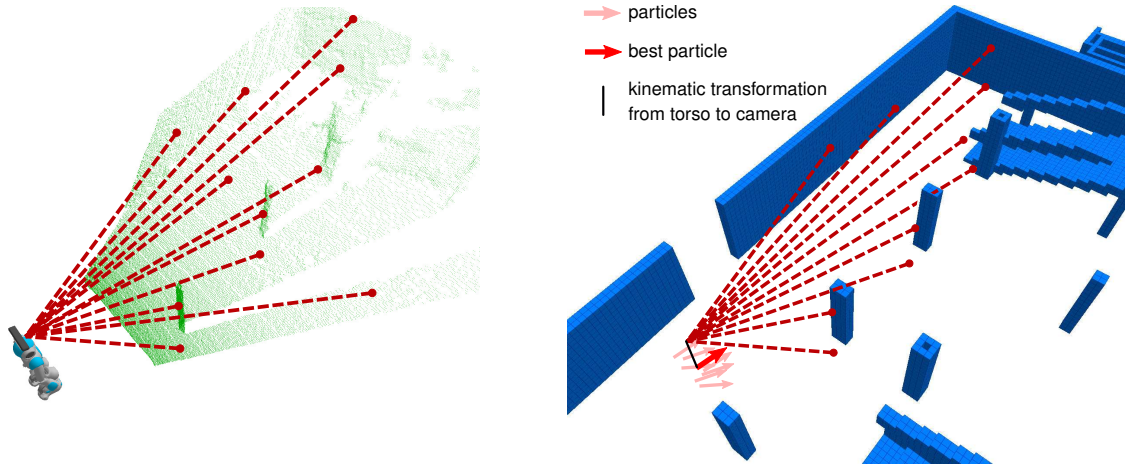 particles
best particle
kinematic transformation
from torso to camera